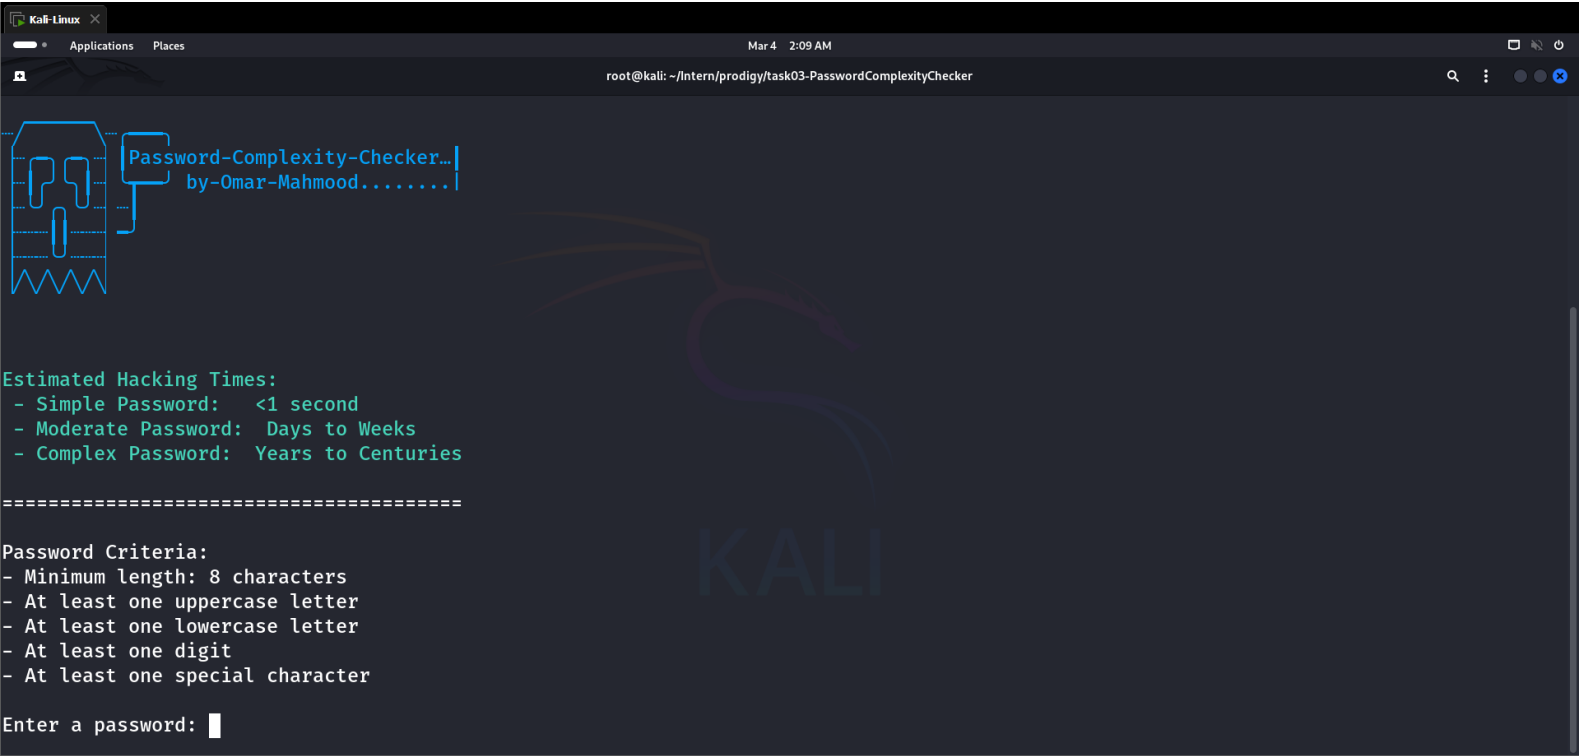 Kali-Linux
Applications Places Mar 4 2:09 AM
root@kali: ~/Intern/prodigy/task03-PasswordComplexityChecker
Password-Complexity-Checker…|
by-Omar-Mahmood........|
Estimated Hacking Times:
- Simple Password:   <1 second
- Moderate Password:  Days to Weeks
- Complex Password:  Years to Centuries
========================================
Password Criteria:
- Minimum length: 8 characters
- At least one uppercase letter
- At least one lowercase letter
- At least one digit
- At least one special character
Enter a password:
KALI